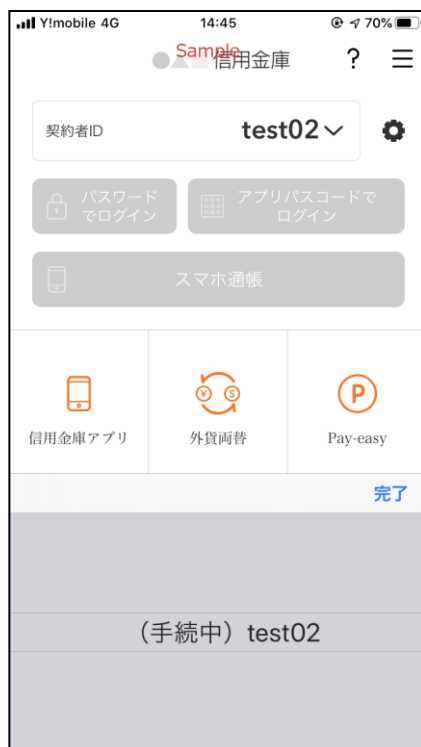 Y!mobile 4G 14:45 70%
Sample
信用金庫 ?
契約者ID test02
パスワード
でログイン
アプリパスコードで
ログイン
スマホ通帳
¥ $ P
信用金庫アプリ 外貨両替 Pay-easy
完了
(手続中) test02